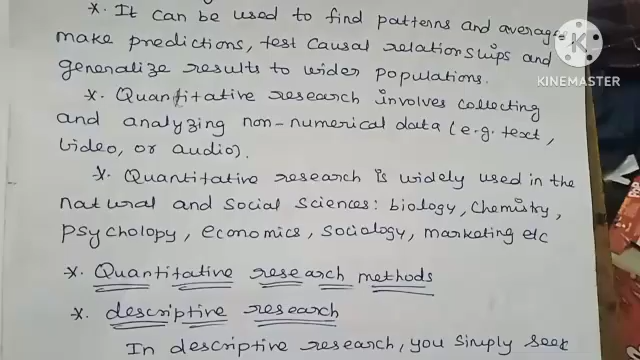 *. It can be used to find patterns and averages
make predictions, test causal relationships and
generalize results to wider populations.
*. Quantitative research involves collecting
and analyzing non-numerical data (e.g. text,
video, or audio).
*. Quantitative research is widely used in the
natural and social sciences: biology, Chemistry,
psycholopy, economics, sociology, marketing etc
*. Quantitative research methods
*. descriptive research
In descriptive research, you simply seek
KINEMASTER